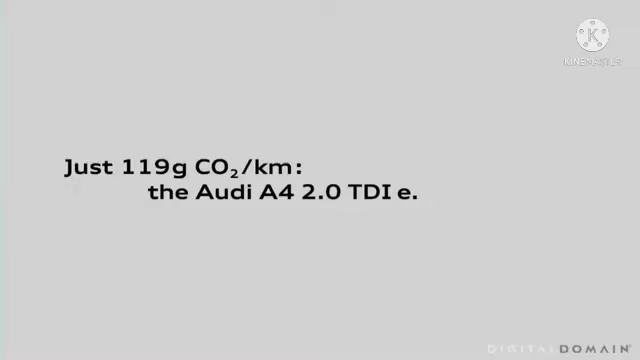 K
KINEMASTER
Just 119g CO₂/km:
the Audi A4 2.0 TDI e.
DIGITAL DOMAIN